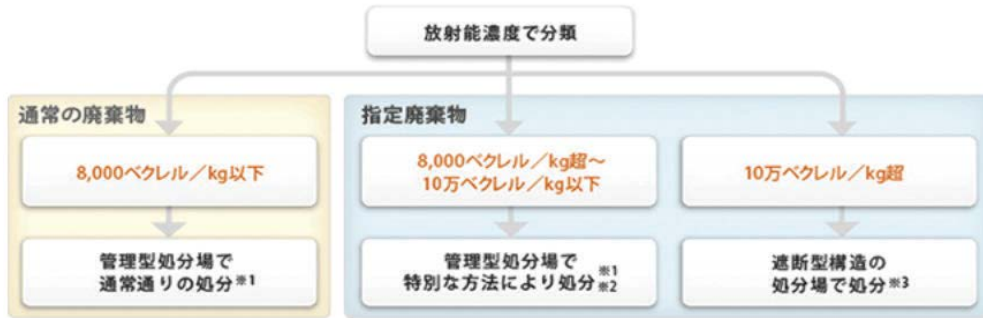 放射能濃度で分類
通常の廃棄物
8,000ベクレル／kg以下
管理型処分場で
通常通りの処分※1
指定廃棄物
8,000ベクレル／kg超～
10万ベクレル／kg以下
管理型処分場で
特別な方法により処分※1※2
10万ベクレル／kg超
遮断型構造の
処分場で処分※3